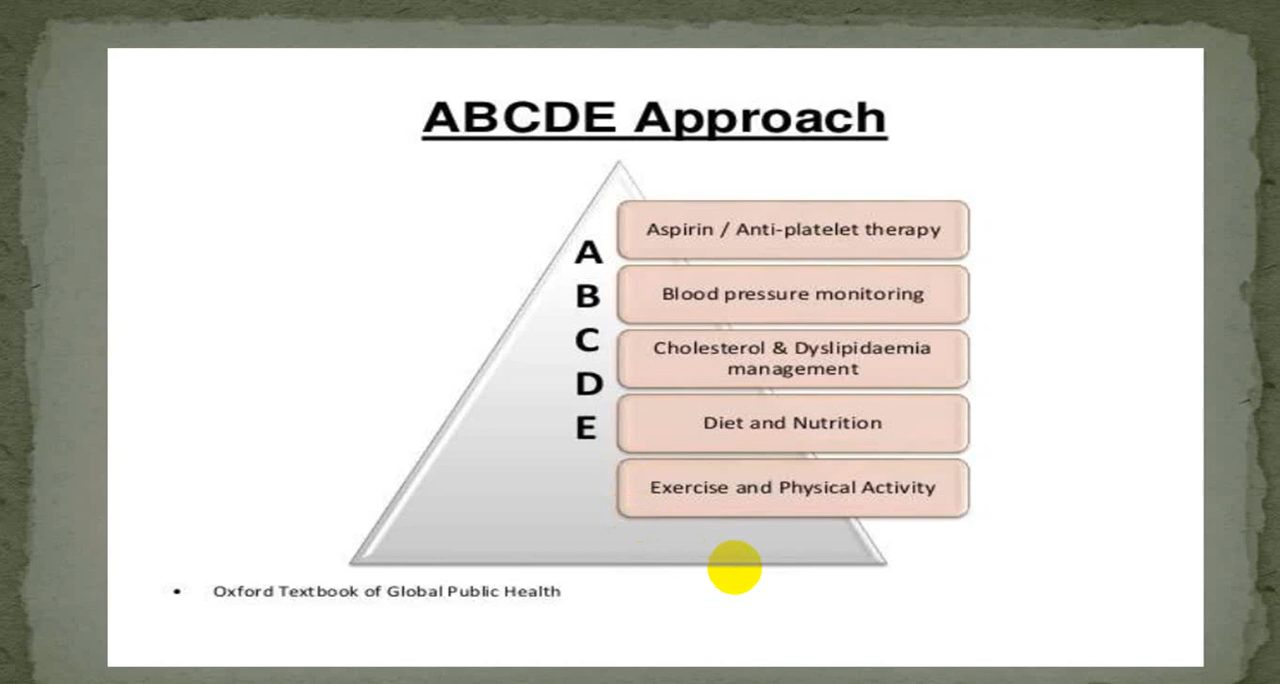 ABCDE Approach
A
B
C
D
E
Aspirin / Anti-platelet therapy
Blood pressure monitoring
Cholesterol & Dyslipidaemia
management
Diet and Nutrition
Exercise and Physical Activity
• Oxford Textbook of Global Public Health